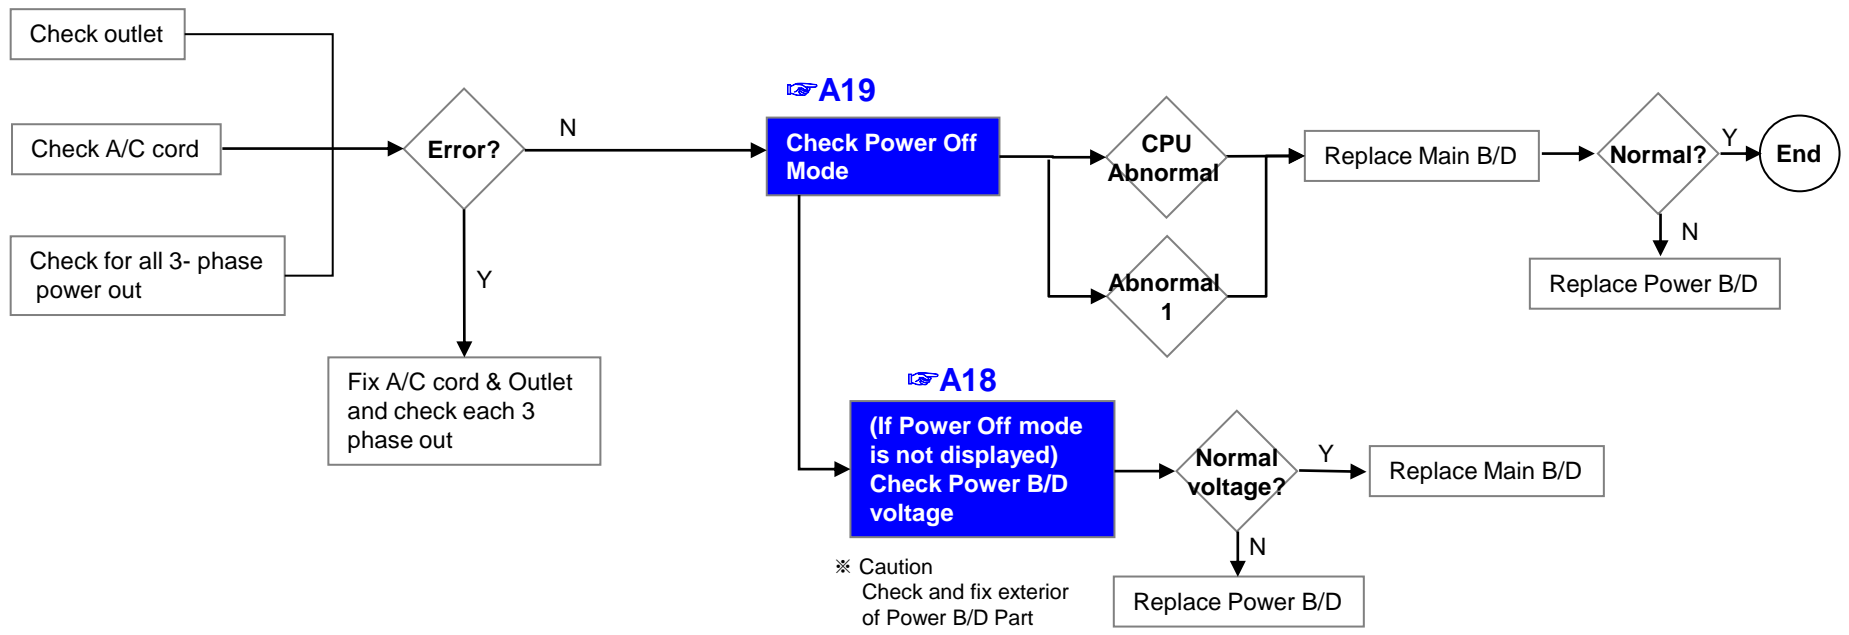 Check outlet
Check A/C cord
Check for all 3- phase
power out
Error?
N
Y
Fix A/C cord & Outlet
and check each 3
phase out
☞A19
Check Power Off
Mode
CPU
Abnormal
Abnormal
1
Replace Main B/D
Normal?
Y
End
N
Replace Power B/D
☞A18
(If Power Off mode
is not displayed)
Check Power B/D
voltage
※ Caution
Check and fix exterior
of Power B/D Part
Normal
voltage?
Y
Replace Main B/D
N
Replace Power B/D